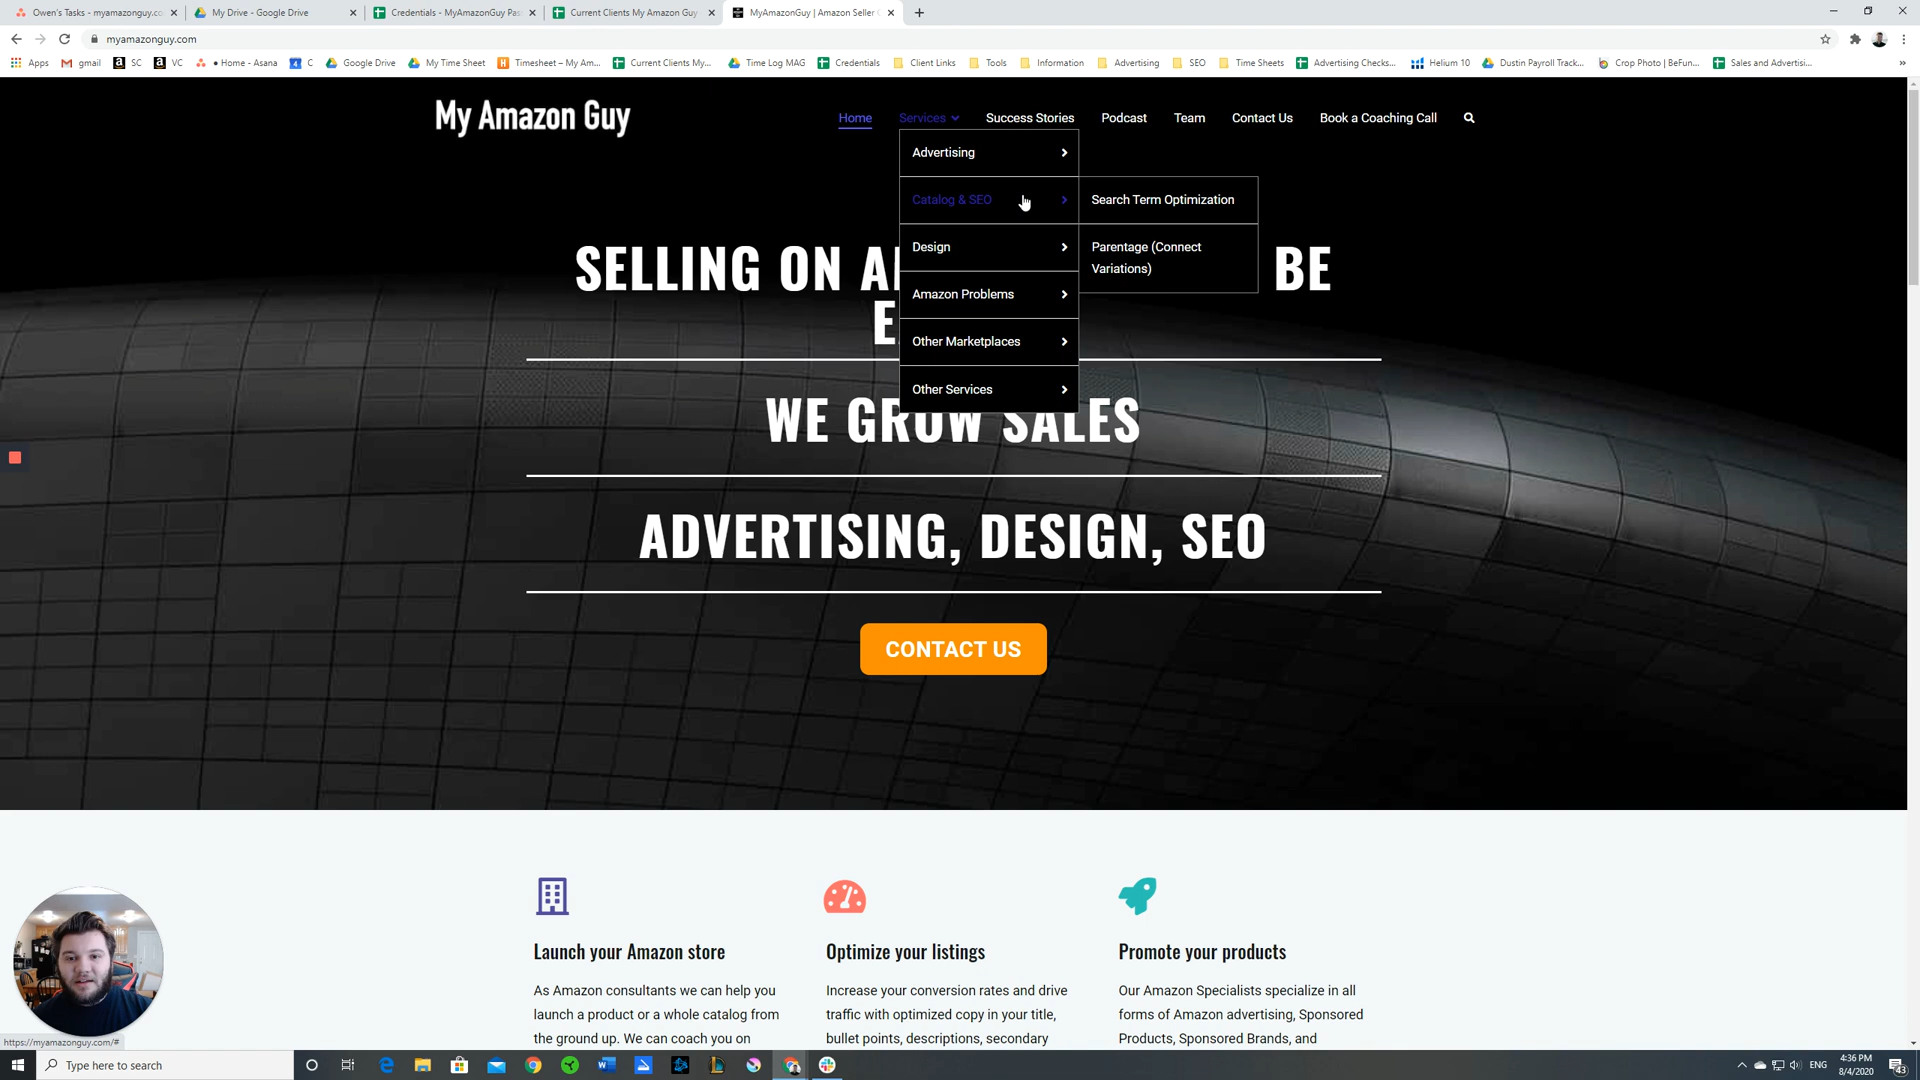 Owen's Tasks - myamazonguy.co
My Drive - Google Drive
Credentials - MyAmazonGuy Pas
Current Clients My Amazon Guy
MyAmazonGuy | Amazon Seller C
myamazonguy.com
Apps
gmail
SC
VC
• Home - Asana
C
Google Drive
My Time Sheet
Timesheet – My Am...
Current Clients My...
Time Log MAG
Credentials
Client Links
Tools
Information
Advertising
SEO
Time Sheets
Advertising Checks...
Helium 10
Dustin Payroll Track...
Crop Photo | BeFun...
Sales and Advertisi...
My Amazon Guy
Home
Services
Success Stories
Podcast
Team
Contact Us
Book a Coaching Call
Advertising
Catalog & SEO
Search Term Optimization
Design
Parentage (Connect
Variations)
Amazon Problems
Other Marketplaces
Other Services
SELLING ON A BE
E
WE GROW SALES
ADVERTISING, DESIGN, SEO
CONTACT US
Launch your Amazon store
As Amazon consultants we can help you
launch a product or a whole catalog from
the ground up. We can coach you on
Optimize your listings
Increase your conversion rates and drive
traffic with optimized copy in your title,
bullet points, descriptions, secondary
Promote your products
Our Amazon Specialists specialize in all
forms of Amazon advertising, Sponsored
Products, Sponsored Brands, and
https://myamazonguy.com/#
Type here to search
ENG
4:36 PM
8/4/2020
43